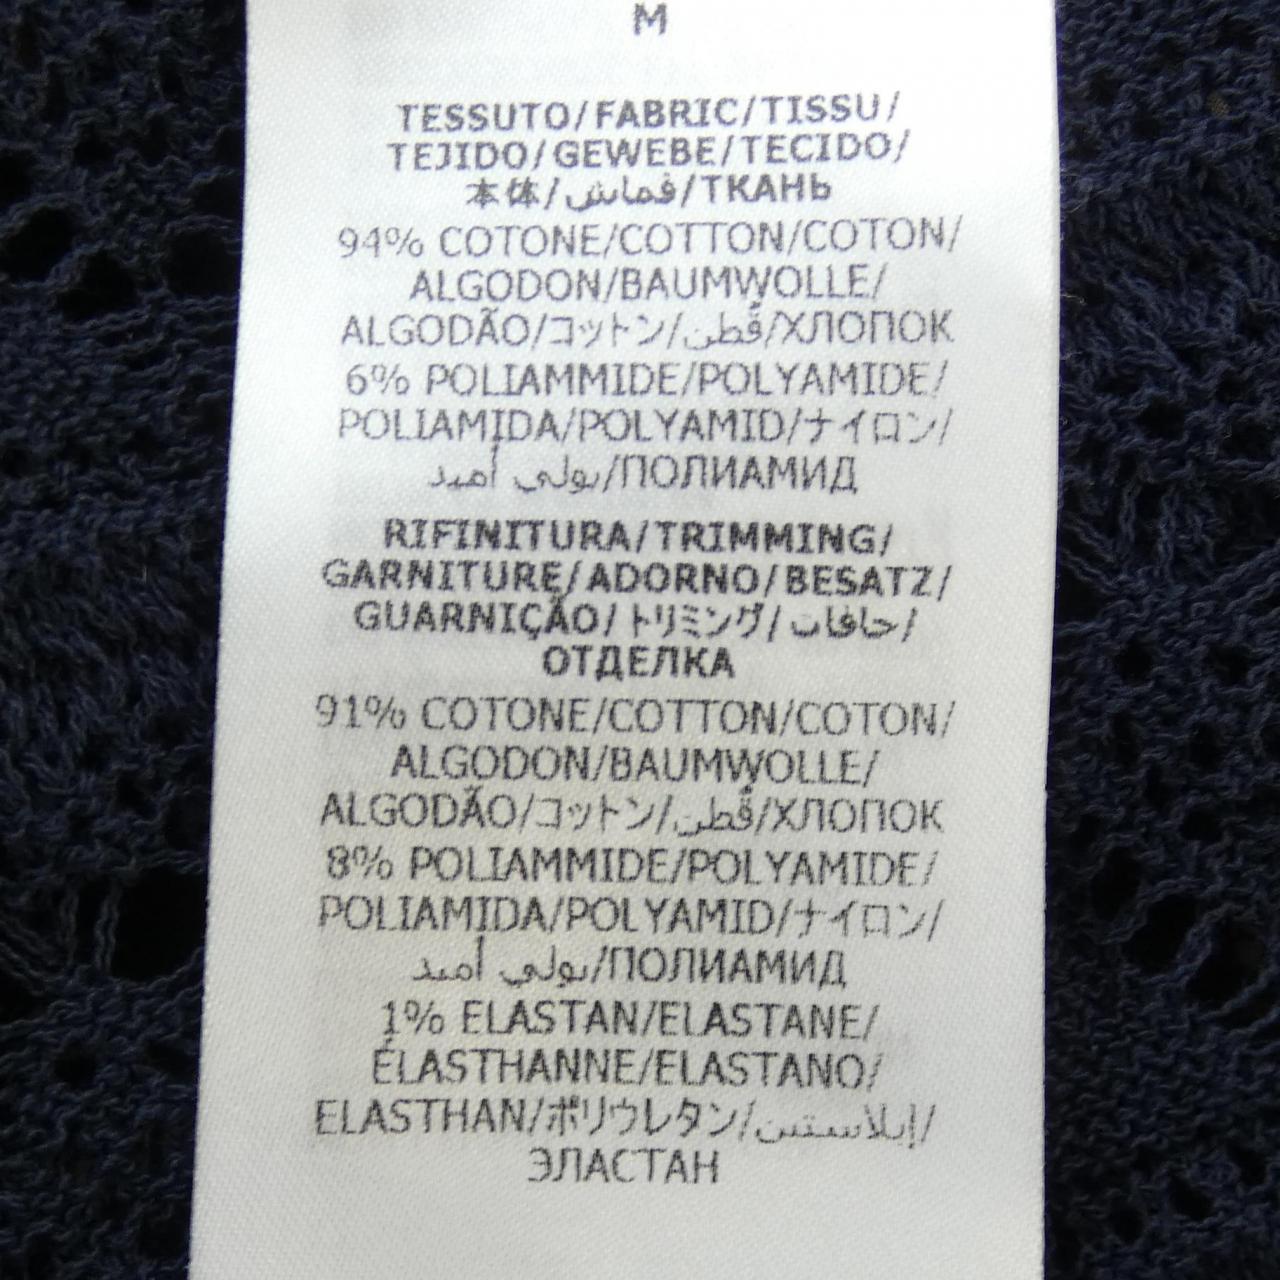 M
TESSUTO/FABRIC/TISSU/
TEJIDO/GEWEBE/TECIDO/
本体/قماش/ТКАНЬ
94% COTONE/COTTON/COTON/
ALGODON/BAUMWOLLE/
ALGODÃO/コットン/قطن/ХЛОПОК
6% POLIAMMIDE/POLYAMIDE/
POLIAMIDA/POLYAMID/ナイロン/
بولي أميد/ПОЛИАМИД
RIFINITURA/TRIMMING/
GARNITURE/ADORNO/BESATZ/
GUARNIÇÃO/トリミング/حافات/
ОТДЕЛКА
91% COTONE/COTTON/COTON/
ALGODON/BAUMWOLLE/
ALGODÃO/コットン/قطن/ХЛОПОК
8% POLIAMMIDE/POLYAMIDE/
POLIAMIDA/POLYAMID/ナイロン/
بولي أميد/ПОЛИАМИД
1% ELASTAN/ELASTANE/
ÉLASTHANNE/ELASTANO/
ELASTHAN/ポリウレタン/إيلاستين/
ЭЛАСТАН